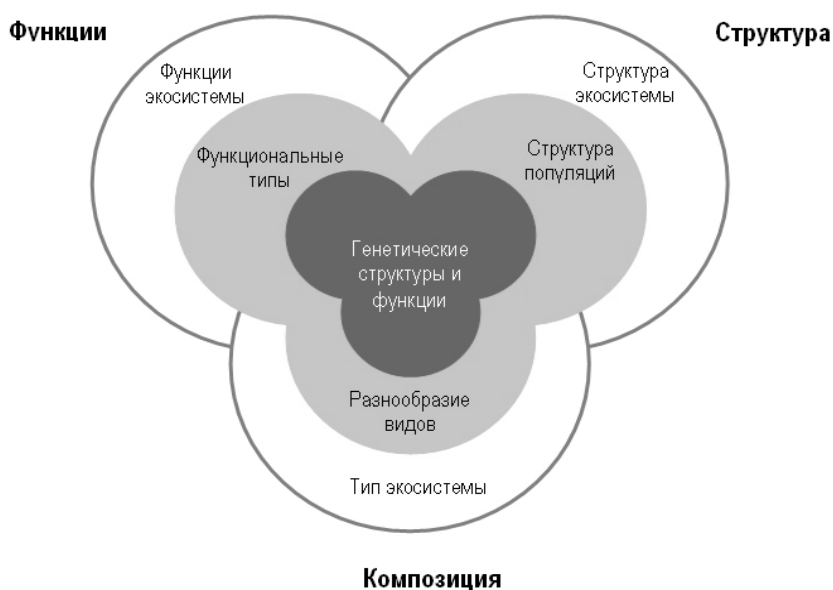 Функции
Структура
Функции
экосистемы
Структура
экосистемы
Функциональные
типы
Структура
популяций
Генетические
структуры и
функции
Разнообразие
видов
Тип экосистемы
Композиция